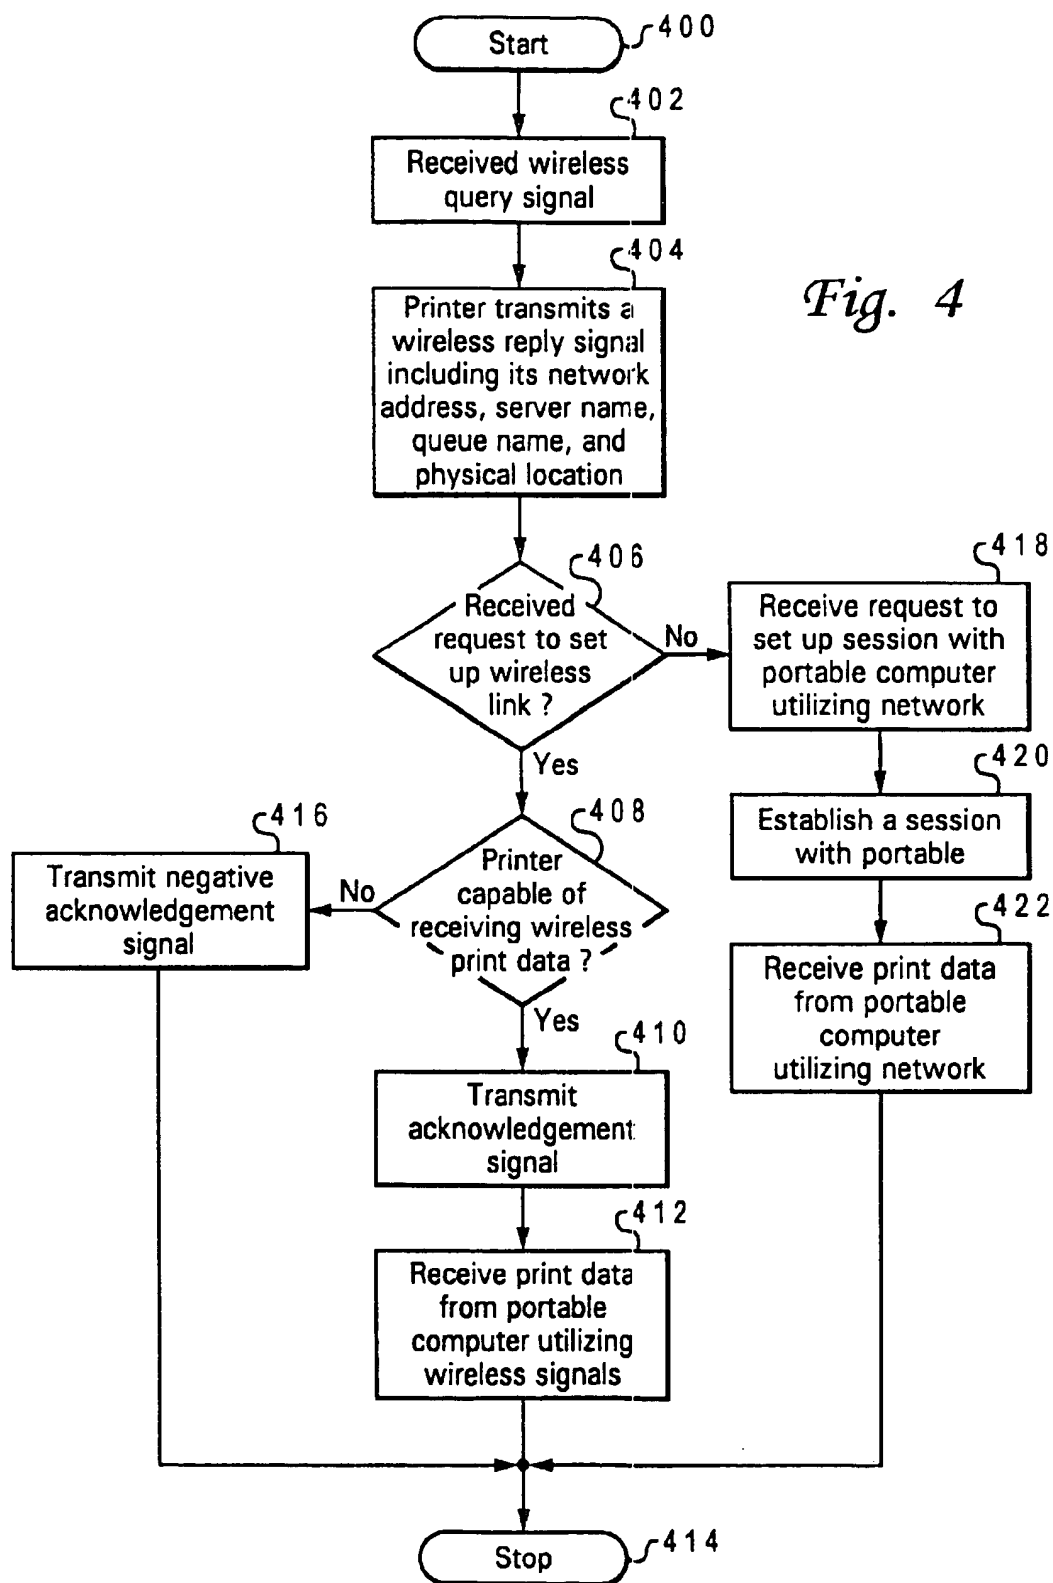 Start
400
402
Received wireless
query signal
404
Printer transmits a
wireless reply signal
including its network
address, server name,
queue name, and
physical location
Fig. 4
406
Received
request to set
up wireless
link ?
No
Yes
418
Receive request to
set up session with
portable computer
utilizing network
420
Establish a session
with portable
422
Receive print data
from portable
computer
utilizing network
408
Printer
capable of
receiving wireless
print data ?
No
Yes
416
Transmit negative
acknowledgement
signal
410
Transmit
acknowledgement
signal
412
Receive print data
from portable
computer utilizing
wireless signals
Stop
414